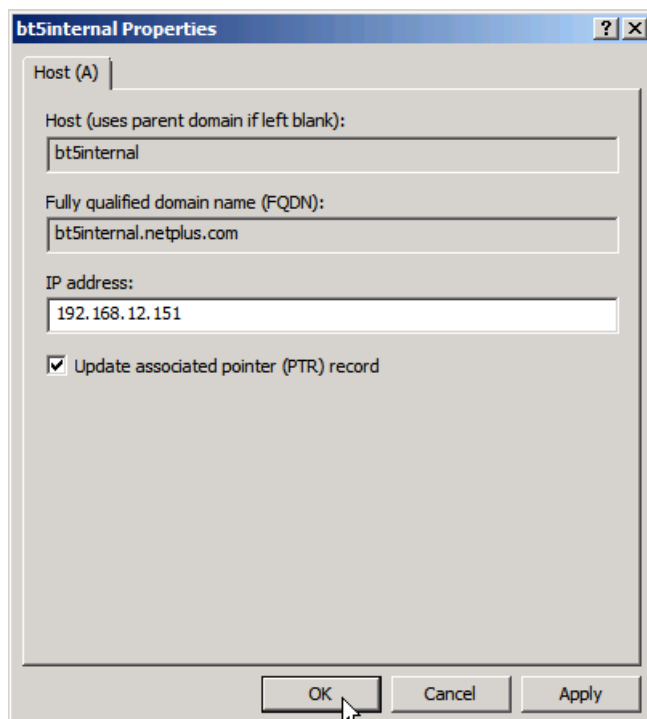 bt5internal Properties
Host (A)
Host (uses parent domain if left blank):
bt5internal
Fully qualified domain name (FQDN):
bt5internal.netplus.com
IP address:
192.168.12.151
Update associated pointer (PTR) record
OK Cancel Apply